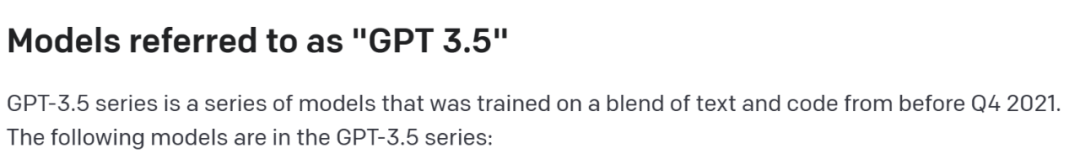 Models referred to as "GPT 3.5"
GPT-3.5 series is a series of models that was trained on a blend of text and code from before Q4 2021.
The following models are in the GPT-3.5 series: